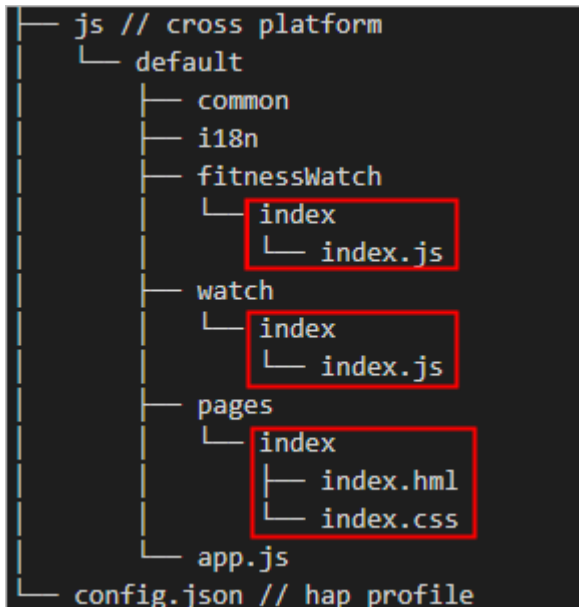 ├── js // cross platform
│   └── default
│       ├── common
│       ├── i18n
│       ├── fitnessWatch
│       │   └── index
│       │       └── index.js
│       ├── watch
│       │   └── index
│       │       └── index.js
│       ├── pages
│       │   └── index
│       │       ├── index.hml
│       │       └── index.css
│       └── app.js
└── config.json // hap profile